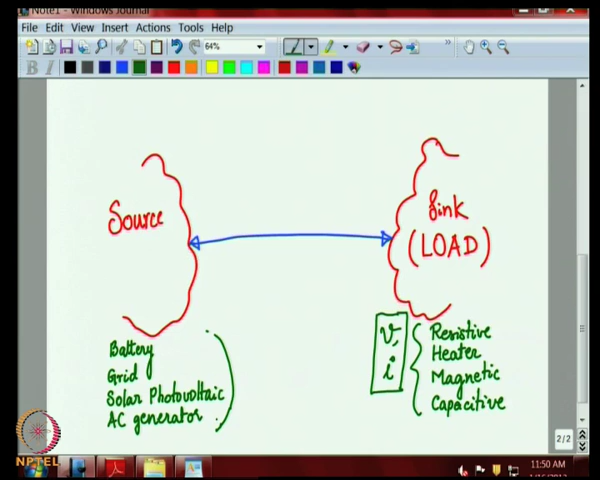 Note1 - Windows Journal
File Edit View Insert Actions Tools Help
64%
B I
Source
Sink
(LOAD)
Battery
Grid
Solar Photovoltaic
AC generator
v,
i
Resistive
Heater
Magnetic
Capacitive
2/2
NPTEL
11:50 AM